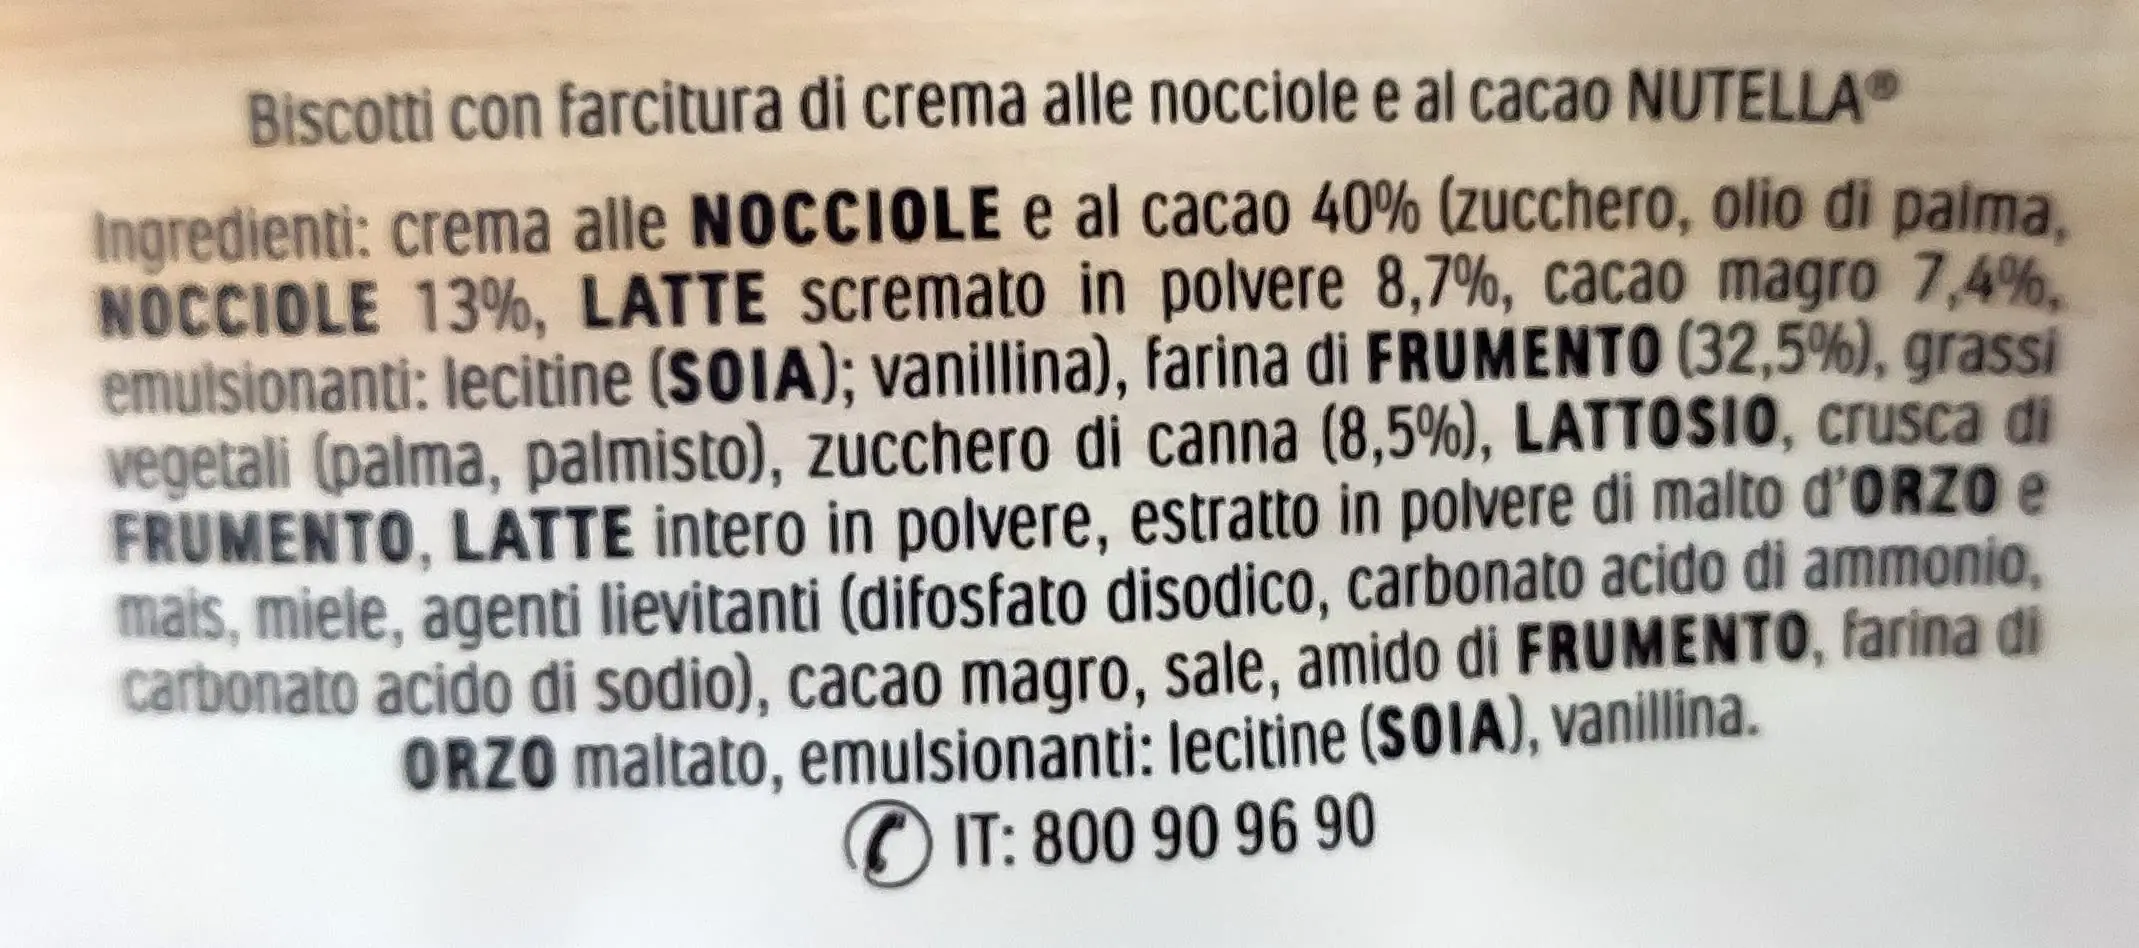 Biscotti con farcitura di crema alle nocciole e al cacao NUTELLA®
Ingredienti: crema alle NOCCIOLE e al cacao 40% (zucchero, olio di palma,
NOCCIOLE 13%, LATTE scremato in polvere 8,7%, cacao magro 7,4%,
emulsionanti: lecitine (SOIA); vanillina), farina di FRUMENTO (32,5%), grassi
vegetali (palma, palmisto), zucchero di canna (8,5%), LATTOSIO, crusca di
FRUMENTO, LATTE intero in polvere, estratto in polvere di malto d'ORZO e
mais, miele, agenti lievitanti (difosfato disodico, carbonato acido di ammonio,
carbonato acido di sodio), cacao magro, sale, amido di FRUMENTO, farina di
ORZO maltato, emulsionanti: lecitine (SOIA), vanillina.
IT: 800 90 96 90